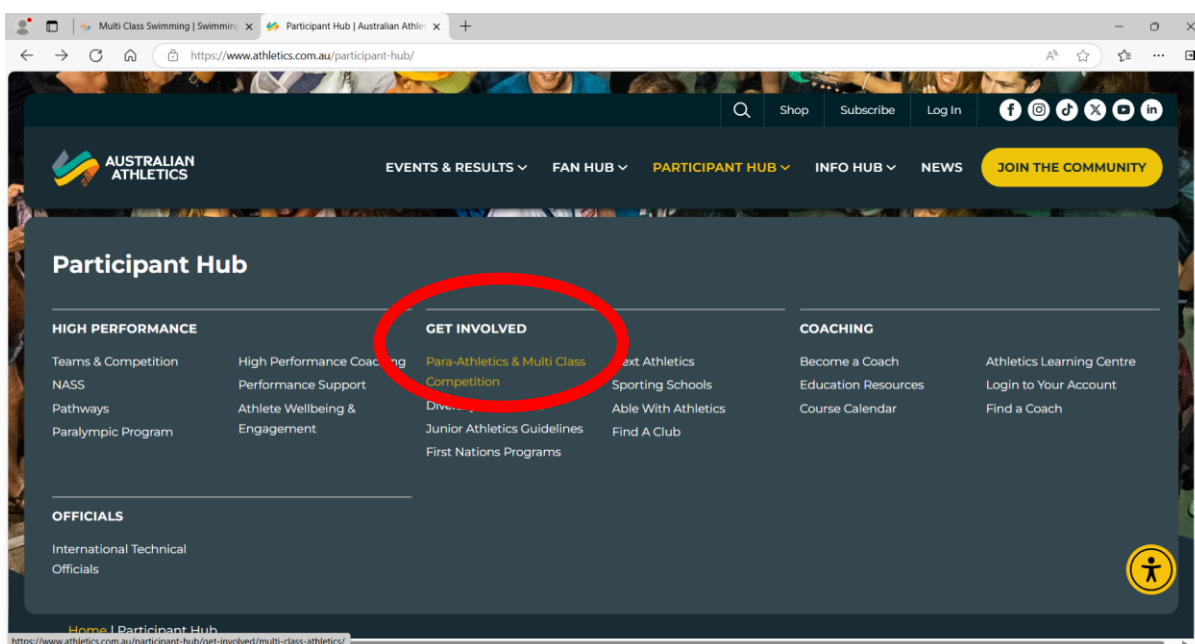 Multi Class Swimming | Swimming
Participant Hub | Australian Athlet
https://www.athletics.com.au/participant-hub/
Shop
Subscribe
Log In
AUSTRALIAN
ATHLETICS
EVENTS & RESULTS
FAN HUB
PARTICIPANT HUB
INFO HUB
NEWS
JOIN THE COMMUNITY
Participant Hub
HIGH PERFORMANCE
Teams & Competition
NASS
Pathways
Paralympic Program
High Performance Coaching
Performance Support
Athlete Wellbeing &
Engagement
GET INVOLVED
Para-Athletics & Multi Class
Competition
Junior Athletics Guidelines
First Nations Programs
Athletics
Sporting Schools
Able With Athletics
Find A Club
COACHING
Become a Coach
Education Resources
Course Calendar
Athletics Learning Centre
Login to Your Account
Find a Coach
OFFICIALS
International Technical
Officials
Home | Participant Hub
https://www.athletics.com.au/participant-hub/get-involved/multi-class-athletics/